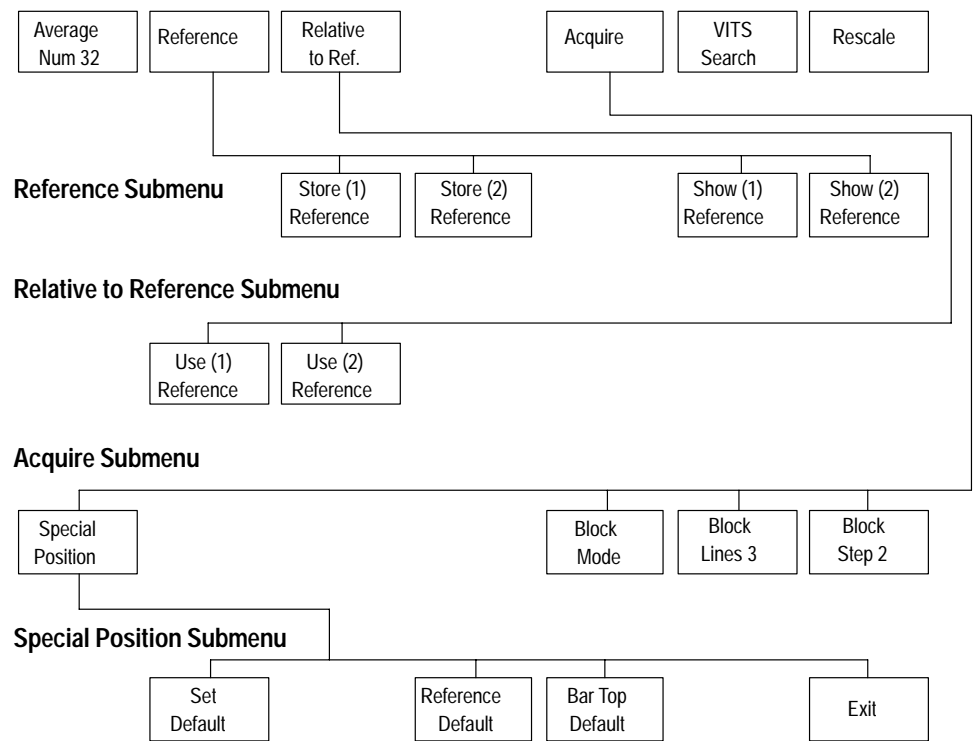 Average
Num 32
Reference
Relative
to Ref.
Acquire
VITS
Search
Rescale
Reference Submenu
Store (1)
Reference
Store (2)
Reference
Show (1)
Reference
Show (2)
Reference
Relative to Reference Submenu
Use (1)
Reference
Use (2)
Reference
Acquire Submenu
Special
Position
Block
Mode
Block
Lines 3
Block
Step 2
Special Position Submenu
Set
Default
Reference
Default
Bar Top
Default
Exit